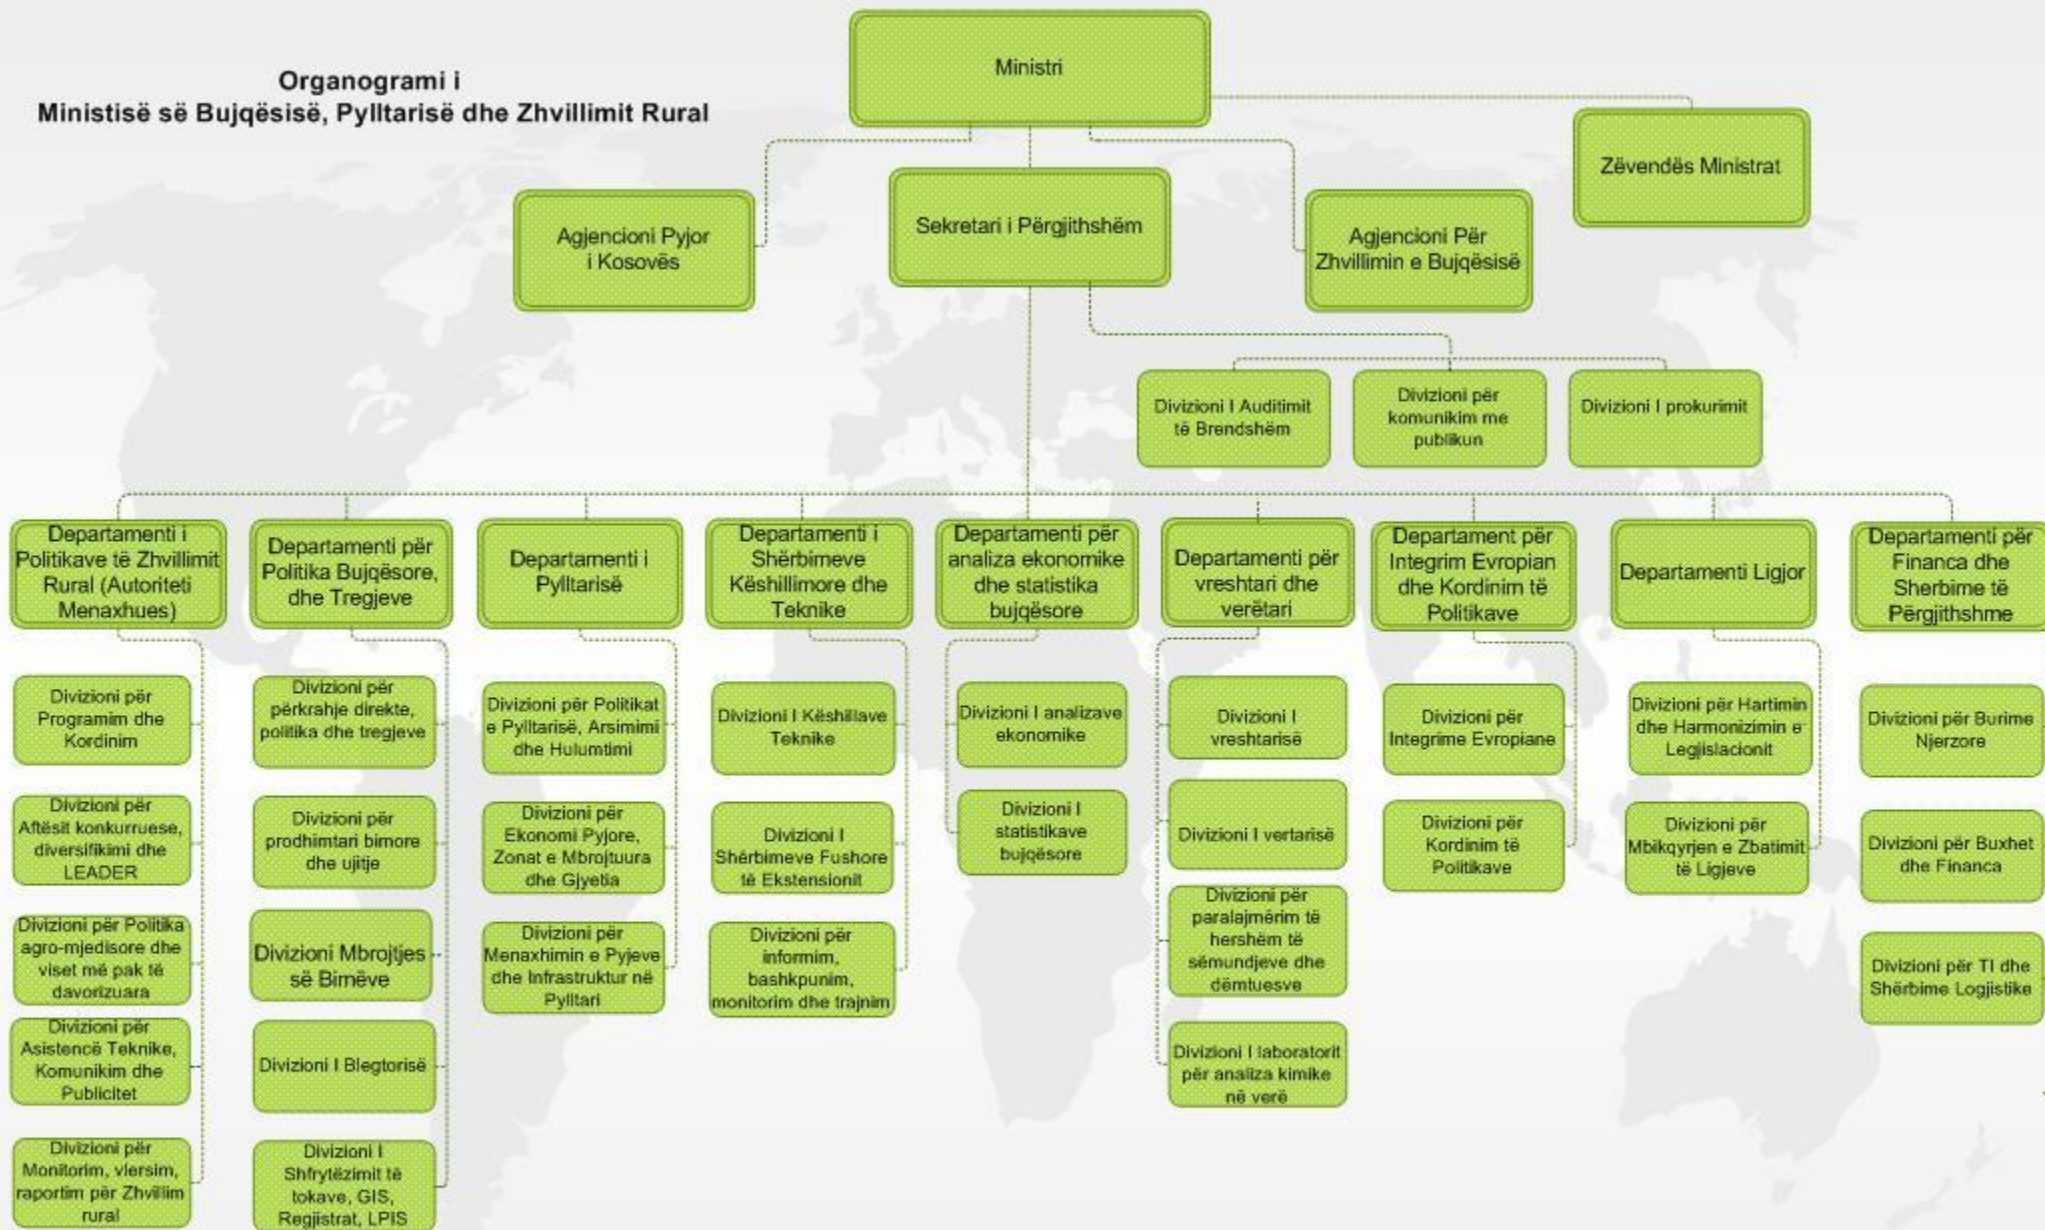 Organogrami i
Ministisë së Bujqësisë, Pylltarisë dhe Zhvillimit Rural
Ministri
Zëvendës Ministrat
Agjencioni Pyjor
i Kosovës
Sekretari i Përgjithshëm
Agjencioni Për
Zhvillimin e Bujqësisë
Divizioni I Auditimit
të Brendshëm
Divizioni për
komunikim me
publikun
Divizioni I prokurimit
Departamenti i
Politikave të Zhvillimit
Rural (Autoriteti
Menaxhues)
Departamenti për
Politika Bujqësore,
dhe Tregjeve
Departamenti i
Pylltarisë
Departamenti i
Shërbimeve
Këshillimore dhe
Teknike
Departamenti për
analiza ekonomike
dhe statistika
bujqësore
Departamenti për
vreshtari dhe
verëtari
Departament për
Integrim Evropian
dhe Kordinim të
Politikave
Departamenti Ligjor
Departamenti për
Financa dhe
Sherbime të
Përgjithshme
Divizioni për
Programim dhe
Kordinim
Divizioni për
Aftësit konkurruese,
diversifikimi dhe
LEADER
Divizioni për Politika
agro-mjedisore dhe
viset më pak të
davorizuara
Divizioni për
Asistencë Teknike,
Komunikim dhe
Publicitet
Divizioni për
Monitorim, vlersim,
raportim për Zhvillim
rural
Divizioni për
përkrahje direkte,
politika dhe tregjeve
Divizioni për
prodhimtari bimore
dhe ujitje
Divizioni Mbrojtjes
së Bimëve
Divizioni I Blegtorisë
Divizioni I
Shfrytëzimit të
tokave, GIS,
Regjistrat, LPIS
Divizioni për Politikat
e Pylltarisë, Arsimimi
dhe Hulumtimi
Divizioni për
Ekonomi Pyjore,
Zonat e Mbrojtuura
dhe Gjyetia
Divizioni për
Menaxhimin e Pyjeve
dhe Infrastruktur në
Pylltari
Divizioni I Këshillave
Teknike
Divizioni I
Shërbimeve Fushore
të Ekstensionit
Divizioni për
informim,
bashkpunim,
monitorim dhe trajnim
Divizioni I analizave
ekonomike
Divizioni I
statistikave
bujqësore
Divizioni I
vreshtarisë
Divizioni I vertarisë
Divizioni për
paralajmërim të
hershëm të
sëmundjeve dhe
dëmtuesve
Divizioni I laboratorit
për analiza kimike
në verë
Divizioni për
Integrime Evropiane
Divizioni për
Kordinim të
Politikave
Divizioni për Hartimin
dhe Harmonizimin e
Legjislacionit
Divizioni për
Mbikqyrjen e Zbatimit
të Ligjeve
Divizioni për Burime
Njerzore
Divizioni për Buxhet
dhe Financa
Divizioni për TI dhe
Shërbime Logjistike